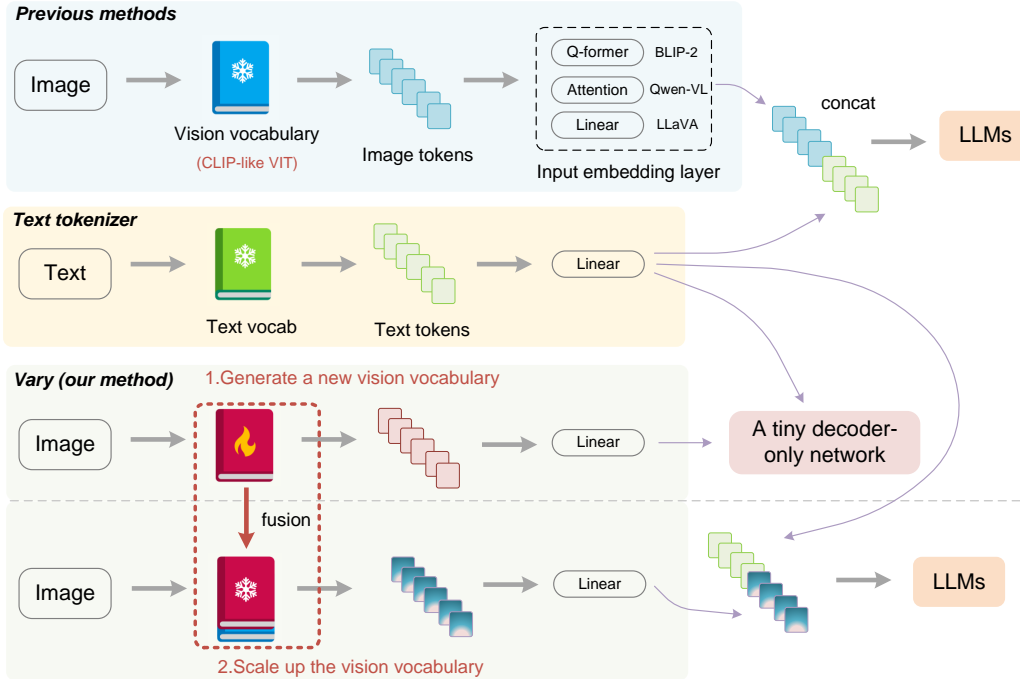 Previous methods
Image
Vision vocabulary
(CLIP-like VIT)
Image tokens
Q-former BLIP-2
Attention Qwen-VL
Linear LLaVA
Input embedding layer
concat
LLMs
Text tokenizer
Text
Text vocab
Text tokens
Linear
Vary (our method)
1.Generate a new vision vocabulary
Image
Linear
A tiny decoder-
only network
fusion
Image
Linear
LLMs
2.Scale up the vision vocabulary